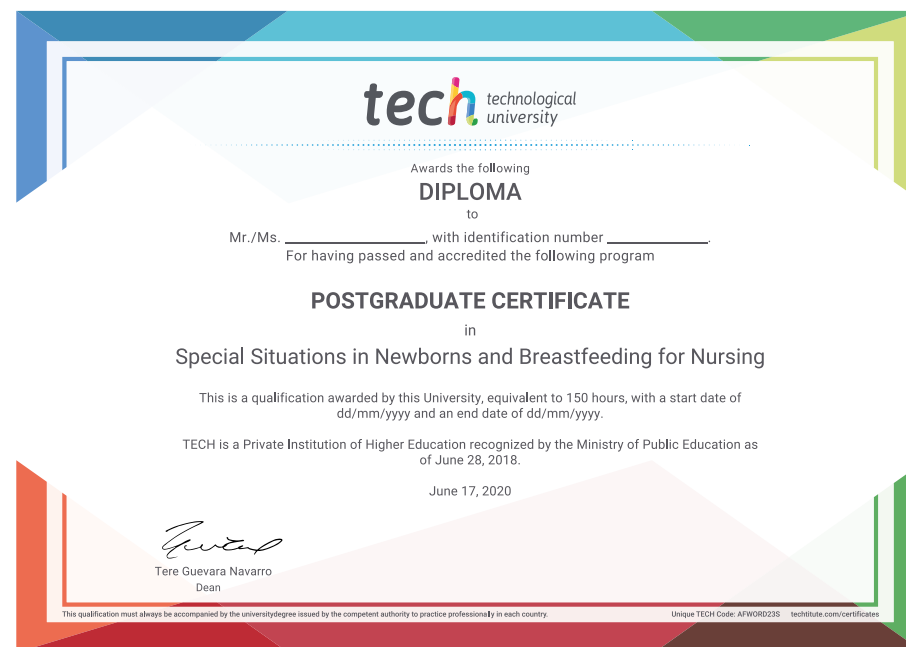 tech technological
university
Awards the following
DIPLOMA
to
Mr./Ms. ____________________, with identification number ______________.
For having passed and accredited the following program
POSTGRADUATE CERTIFICATE
in
Special Situations in Newborns and Breastfeeding for Nursing
This is a qualification awarded by this University, equivalent to 150 hours, with a start date of
dd/mm/yyyy and an end date of dd/mm/yyyy.
TECH is a Private Institution of Higher Education recognized by the Ministry of Public Education as
of June 28, 2018.
June 17, 2020
Tere Guevara Navarro
Dean
This qualification must always be accompanied by the universitydegree issued by the competent authority to practice professionally in each country. Unique TECH Code: AFWORD23S techtitute.com/certificates